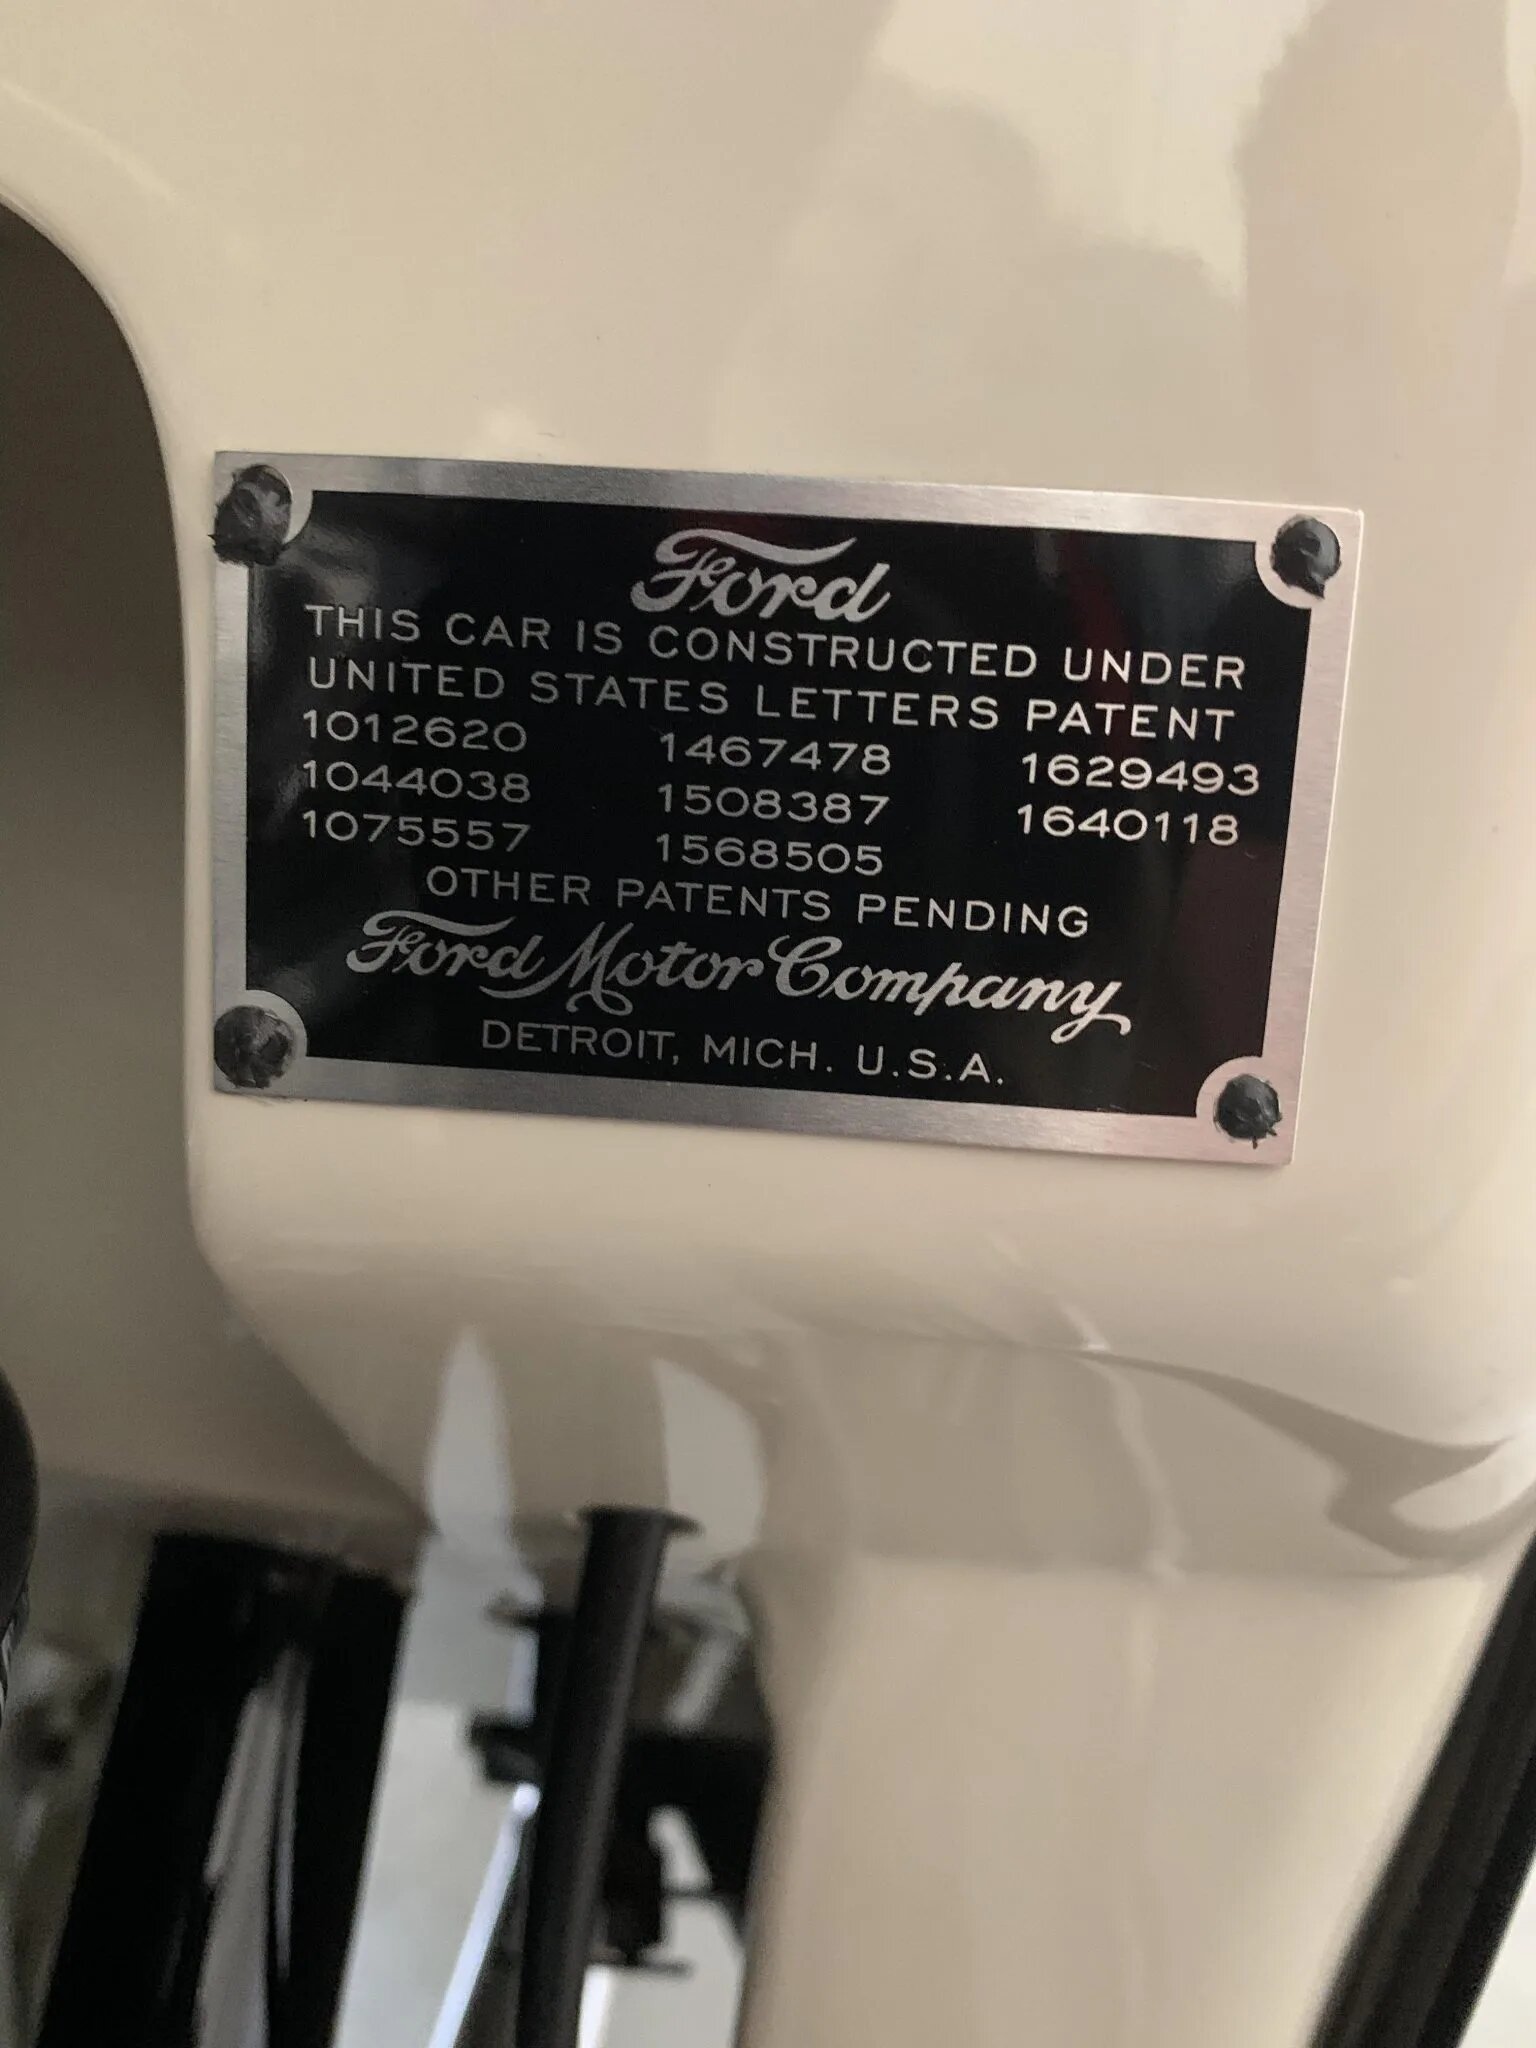 Ford
THIS CAR IS CONSTRUCTED UNDER
UNITED STATES LETTERS PATENT
1012620 1467478 1629493
1044038 1508387 1640118
1075557 1568505
OTHER PATENTS PENDING
Ford Motor Company
DETROIT, MICH. U.S.A.